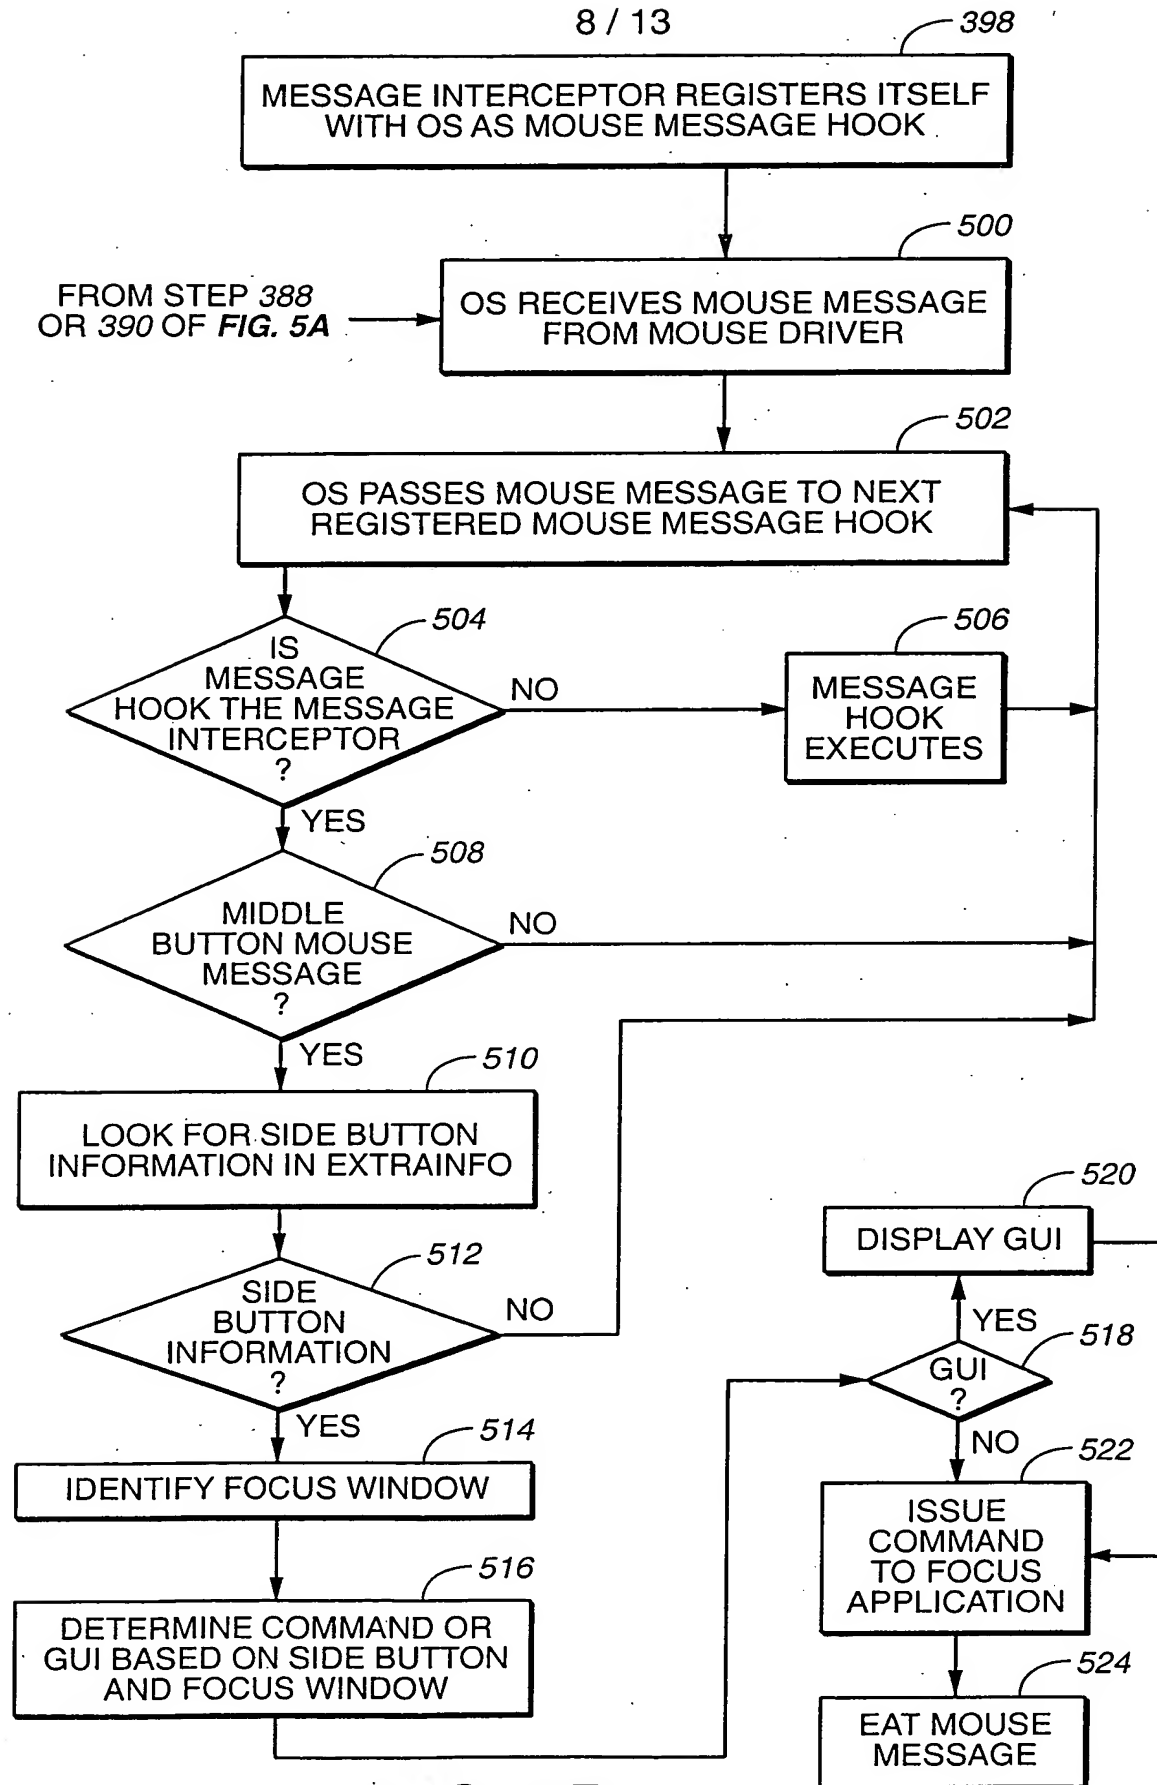 8 / 13
398
MESSAGE INTERCEPTOR REGISTERS ITSELF
WITH OS AS MOUSE MESSAGE HOOK
500
FROM STEP 388
OR 390 OF FIG. 5A
OS RECEIVES MOUSE MESSAGE
FROM MOUSE DRIVER
502
OS PASSES MOUSE MESSAGE TO NEXT
REGISTERED MOUSE MESSAGE HOOK
504
IS
MESSAGE
HOOK THE MESSAGE
INTERCEPTOR
?
NO
506
MESSAGE
HOOK
EXECUTES
YES
508
MIDDLE
BUTTON MOUSE
MESSAGE
?
NO
YES
510
LOOK FOR SIDE BUTTON
INFORMATION IN EXTRAINFO
512
SIDE
BUTTON
INFORMATION
?
NO
YES
514
IDENTIFY FOCUS WINDOW
516
DETERMINE COMMAND OR
GUI BASED ON SIDE BUTTON
AND FOCUS WINDOW
520
DISPLAY GUI
YES
518
GUI
?
NO
522
ISSUE
COMMAND
TO FOCUS
APPLICATION
524
EAT MOUSE
MESSAGE